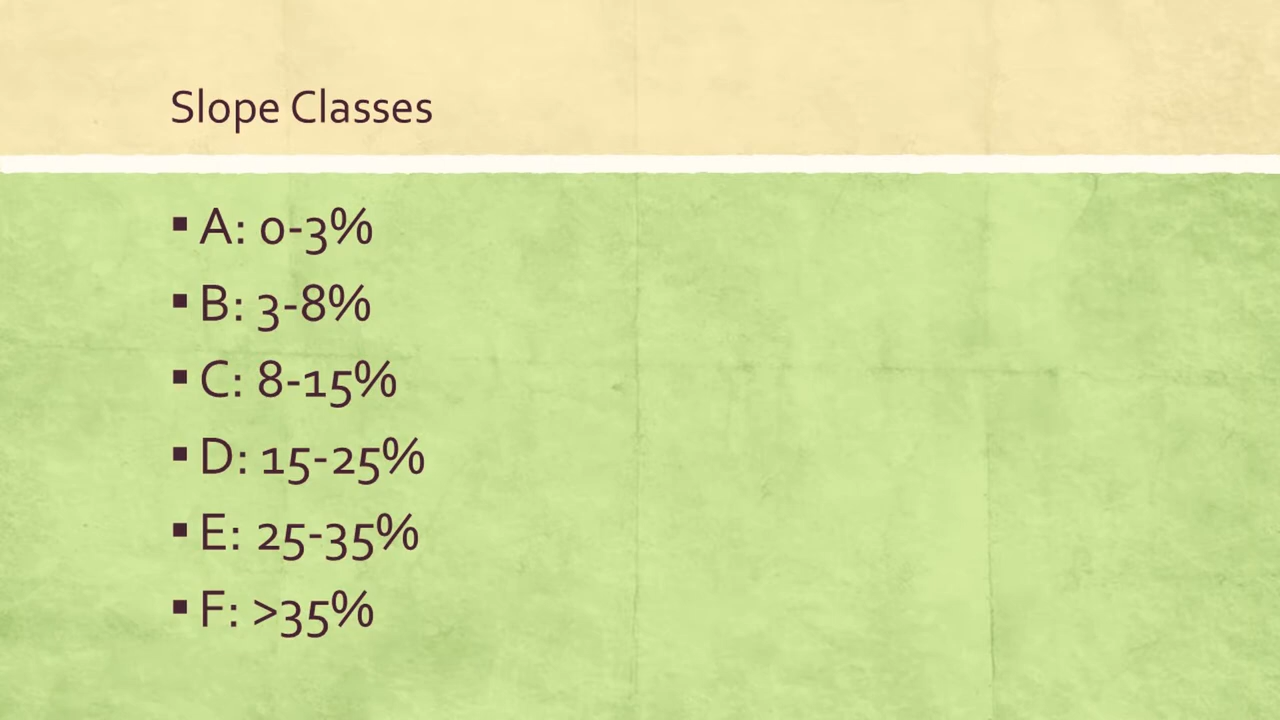 Slope Classes
▪ A: 0-3%
▪ B: 3-8%
▪ C: 8-15%
▪ D: 15-25%
▪ E: 25-35%
▪ F: >35%